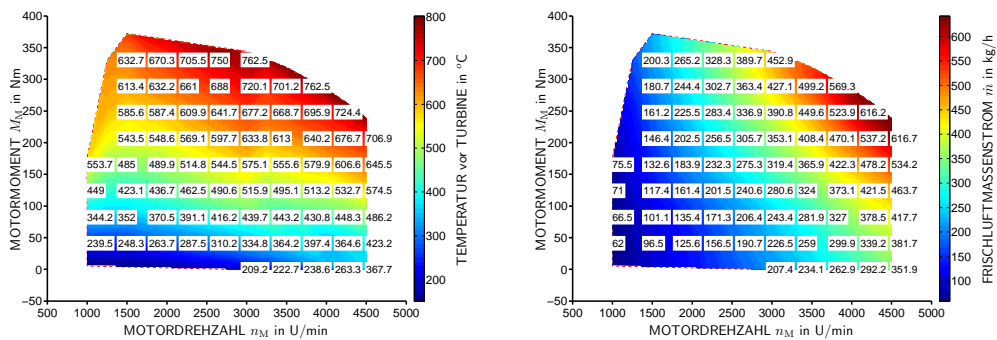 400
350
300
250
200
150
100
50
0
−50
MOTORMOMENT M_M in Nm
632.7 670.3 705.5 750 762.5
613.4 632.2 661 688 720.1 701.2 762.5
585.6 587.4 609.9 641.7 677.2 668.7 695.9 724.4
543.5 548.6 569.1 597.7 633.8 613 640.2 676.7 706.9
553.7 485 489.9 514.8 544.5 575.1 555.6 579.9 606.6 645.5
449 423.1 436.7 462.5 490.6 515.9 495.1 513.2 532.7 574.5
344.2 352 370.5 391.1 416.2 439.7 443.2 430.8 448.3 486.2
239.5 248.3 263.7 287.5 310.2 334.8 364.2 397.4 364.6 423.2
209.2 222.7 238.6 263.3 367.7
500 1000 1500 2000 2500 3000 3500 4000 4500 5000
MOTORDREHZAHL n_M in U/min
800
700
600
500
400
300
200
TEMPERATUR vor TURBINE in °C
400
350
300
250
200
150
100
50
0
−50
MOTORMOMENT M_M in Nm
200.3 265.2 328.3 389.7 452.9
180.7 244.4 302.7 363.4 427.1 499.2 569.3
161.2 225.5 283.4 336.9 390.8 449.6 523.9 616.2
146.4 202.5 256.5 305.7 353.1 408.4 470.1 537.2 616.7
75.5 132.6 183.9 232.3 275.3 319.4 365.9 422.3 478.2 534.2
71 117.4 161.4 201.5 240.6 280.6 324 373.1 421.5 463.7
66.5 101.1 135.4 171.3 206.4 243.4 281.9 327 378.5 417.7
62 96.5 125.6 156.5 190.7 226.5 259 299.9 339.2 381.7
207.4 234.1 262.9 292.2 351.9
500 1000 1500 2000 2500 3000 3500 4000 4500 5000
MOTORDREHZAHL n_M in U/min
600
500
400
300
200
100
FRISCHLUFTMASSENSTROM ṁ in kg/h